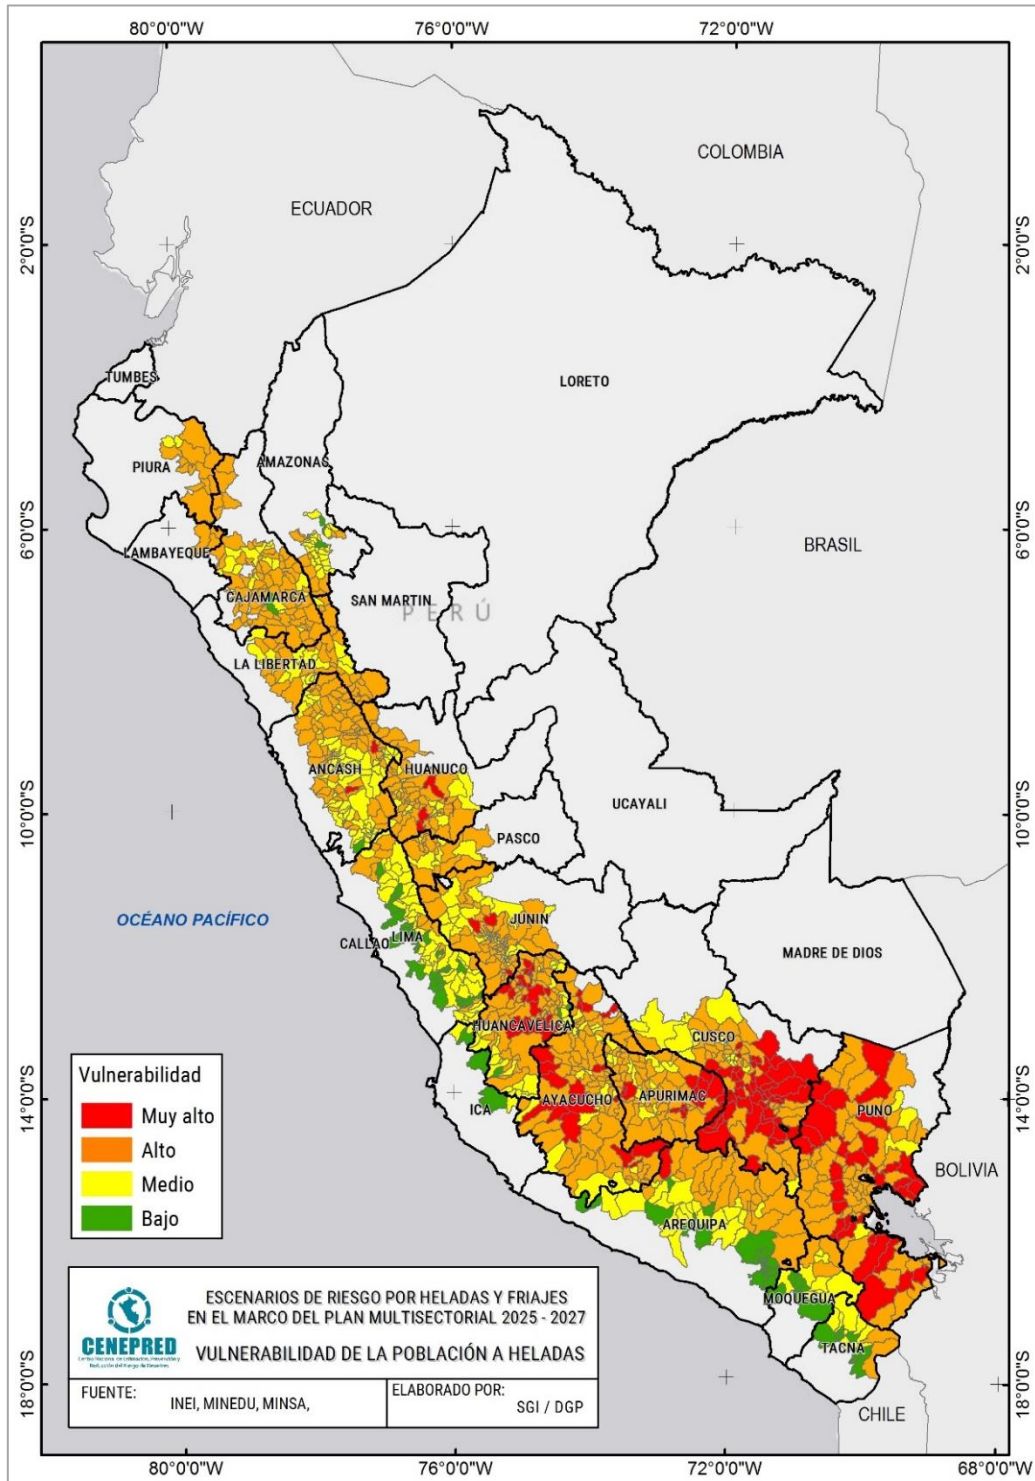 80°0'0"W
76°0'0"W
72°0'0"W
COLOMBIA
ECUADOR
2°0'0"S
2°0'0"S
TUMBES
LORETO
AMAZONAS
PIURA
6°0'0"S
6°0'0"S
BRASIL
LAMBAYEQUE
CAJAMARCA
SAN MARTIN
PERÚ
LA LIBERTAD
ANCASH
HUANUCO
UCAYALI
10°0'0"S
10°0'0"S
PASCO
OCÉANO PACÍFICO
JUNIN
CALLAO
LIMA
MADRE DE DIOS
HUANCAVELICA
CUSCO
Vulnerabilidad
Muy alto
Alto
Medio
Bajo
14°0'0"S
14°0'0"S
ICA
AYACUCHO
APURIMAC
PUNO
BOLIVIA
AREQUIPA
MOQUEGUA
TACNA
CENEPRED
ESCENARIOS DE RIESGO POR HELADAS Y FRIAJES
EN EL MARCO DEL PLAN MULTISECTORIAL 2025 - 2027
VULNERABILIDAD DE LA POBLACIÓN A HELADAS
FUENTE:
INEI, MINEDU, MINSA,
ELABORADO POR:
SGI / DGP
18°0'0"S
18°0'0"S
CHILE
80°0'0"W
76°0'0"W
72°0'0"W
68°0'0"W